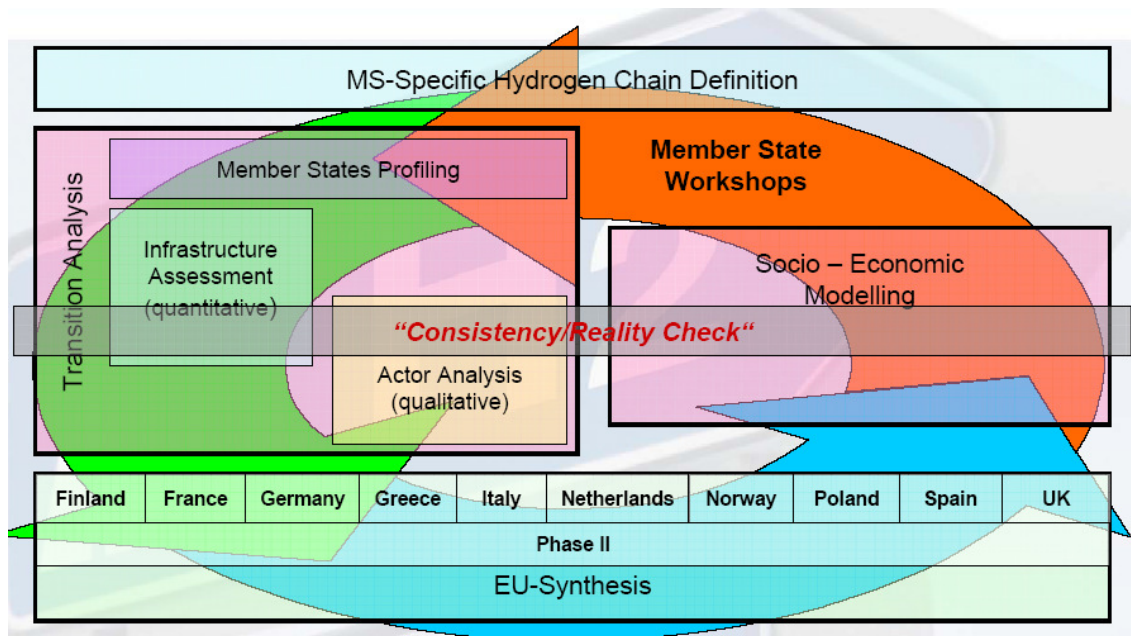 MS-Specific Hydrogen Chain Definition
Member State
Workshops
Transition Analysis
Member States Profiling
Infrastructure
Assessment
(quantitative)
Socio – Economic
Modelling
“Consistency/Reality Check“
Actor Analysis
(qualitative)
Finland France Germany Greece Italy Netherlands Norway Poland Spain UK
Phase II
EU-Synthesis